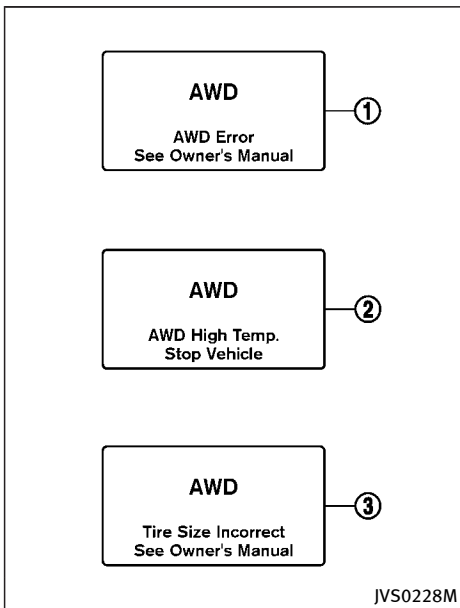 AWD
AWD Error
See Owner's Manual
①
AWD
AWD High Temp.
Stop Vehicle
②
AWD
Tire Size Incorrect
See Owner's Manual
③
JVS0228M